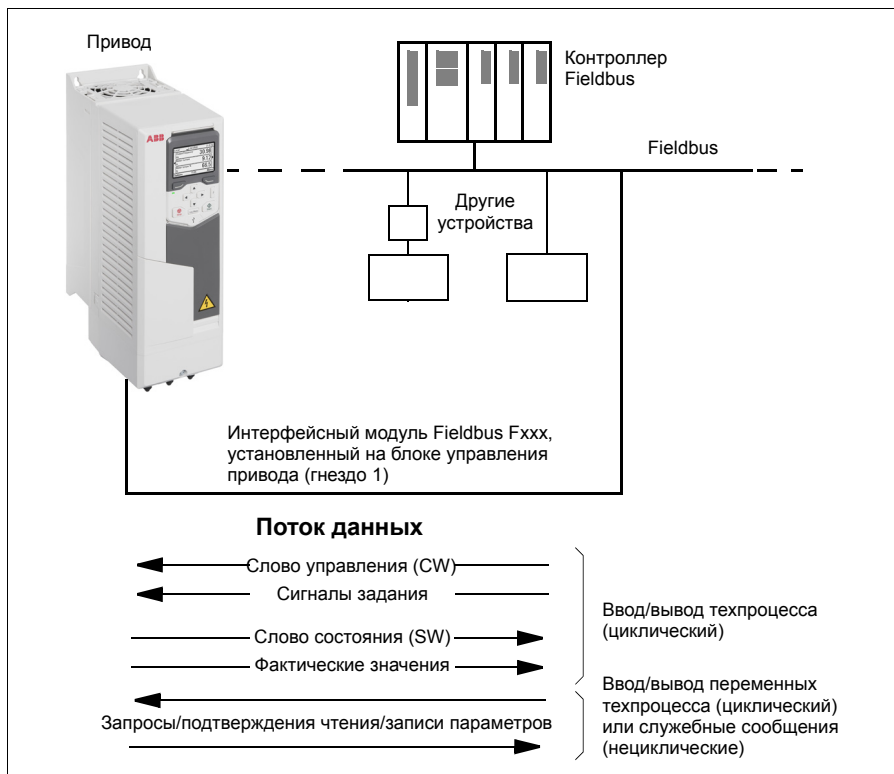 Привод
Контроллер
Fieldbus
ABB
Fieldbus
Другие
устройства
Интерфейсный модуль Fieldbus Fxxx,
установленный на блоке управления
привода (гнездо 1)
Поток данных
Слово управления (CW)
Сигналы задания
Слово состояния (SW)
Фактические значения
Ввод/вывод техпроцесса
(циклический)
Запросы/подтверждения чтения/записи параметров
Ввод/вывод переменных
техпроцесса (циклический)
или служебные сообщения
(нециклические)